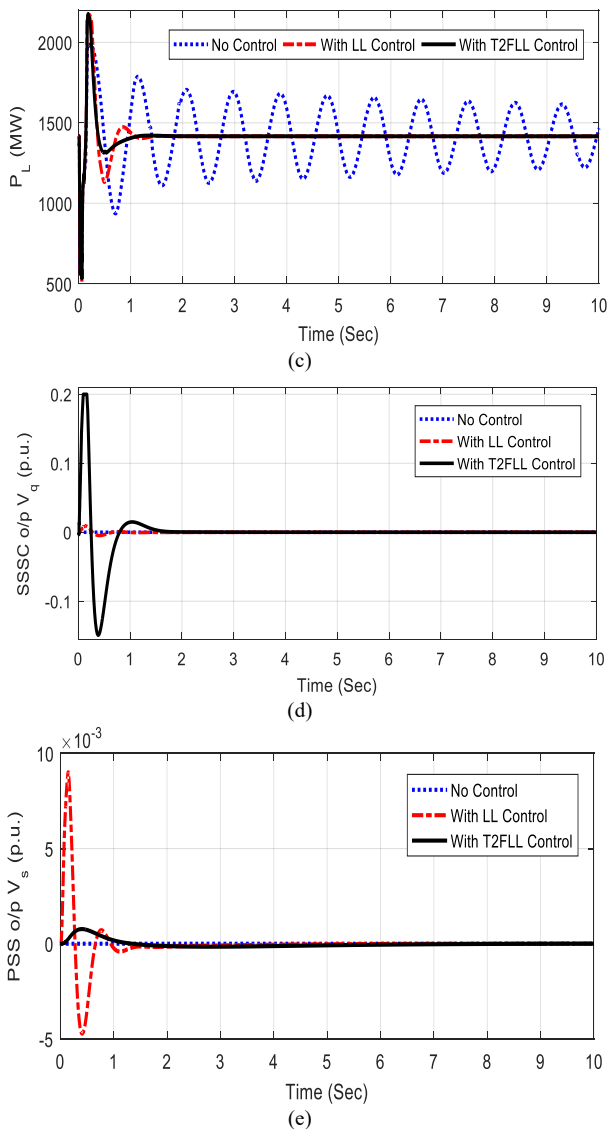 2200
No Control With LL Control With T2FLL Control
1800
1400
1000
500
P_L (MW)
0 1 2 3 4 5 6 7 8 9 10
Time (Sec)
(c)
0.2
No Control
With LL Control
With T2FLL Control
0.1
0
-0.1
SSSC o/p V_q (p.u.)
0 1 2 3 4 5 6 7 8 9 10
Time (Sec)
(d)
×10^-3
10
No Control
With LL Control
With T2FLL Control
5
0
-5
PSS o/p V_s (p.u.)
0 1 2 3 4 5 6 7 8 9 10
Time (Sec)
(e)